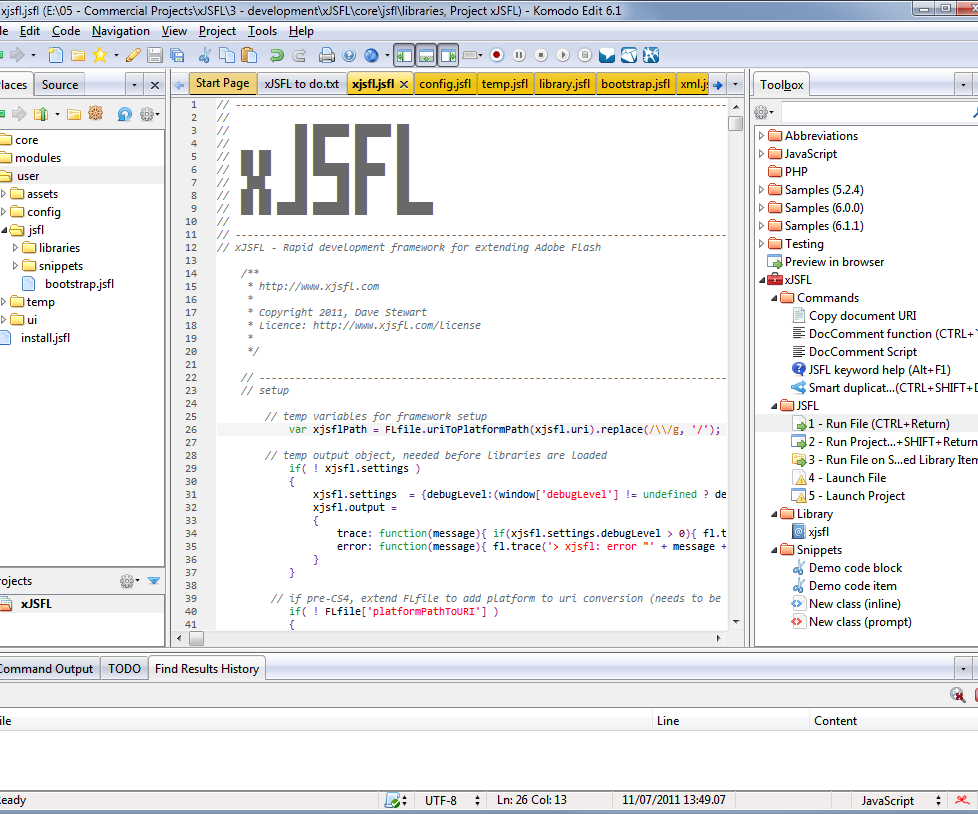 xjsfl.jsfl (E:\05 - Commercial Projects\xJSFL\3 - development\xJSFL\core\jsfl\libraries, Project xJSFL) - Komodo Edit 6.1
le Edit Code Navigation View Project Tools Help
laces Source
Start Page xJSFL to do.txt xjsfl.jsfl config.jsfl temp.jsfl library.jsfl bootstrap.jsfl xml.js
Toolbox
core
modules
user
assets
config
jsfl
libraries
snippets
bootstrap.jsfl
temp
ui
install.jsfl
rojects
xJSFL
1 // ------------------------------------------------------------------------
2 //
3 //
4 //
5 // xJSFL
6 //
7 //
8 //
9 //
10 //
11 // ------------------------------------------------------------------------
12 // xJSFL - Rapid development framework for extending Adobe Flash
13
14 /**
15 * http://www.xjsfl.com
16 *
17 * Copyright 2011, Dave Stewart
18 * Licence: http://www.xjsfl.com/license
19 *
20 */
21
22 // ---------------------------------------------------------------------
23 // setup
24
25 // temp variables for framework setup
26 var xjsflPath = FLfile.uriToPlatformPath(xjsfl.uri).replace(/\\/g, '/');
27
28 // temp output object, needed before libraries are loaded
29 if( ! xjsfl.settings )
30 {
31 xjsfl.settings = {debugLevel:(window['debugLevel'] != undefined ? de
32 xjsfl.output =
33 {
34 trace: function(message){ if(xjsfl.settings.debugLevel > 0){ fl.t
35 error: function(message){ fl.trace('> xjsfl: error "' + message +
36 }
37 }
38
39 // if pre-CS4, extend FLfile to add platform to uri conversion (needs to be
40 if( ! FLfile['platformPathToURI'] )
41 {
Abbreviations
JavaScript
PHP
Samples (5.2.4)
Samples (6.0.0)
Samples (6.1.1)
Testing
Preview in browser
xJSFL
Commands
Copy document URI
DocComment function (CTRL+`
DocComment Script
JSFL keyword help (Alt+F1)
Smart duplicat...(CTRL+SHIFT+D
JSFL
1 - Run File (CTRL+Return)
2 - Run Project...+SHIFT+Return
3 - Run File on S...ed Library Item
4 - Launch File
5 - Launch Project
Library
xjsfl
Snippets
Demo code block
Demo code item
New class (inline)
New class (prompt)
Command Output TODO Find Results History
ile Line Content
eady UTF-8 Ln: 26 Col: 13 11/07/2011 13:49.07 JavaScript